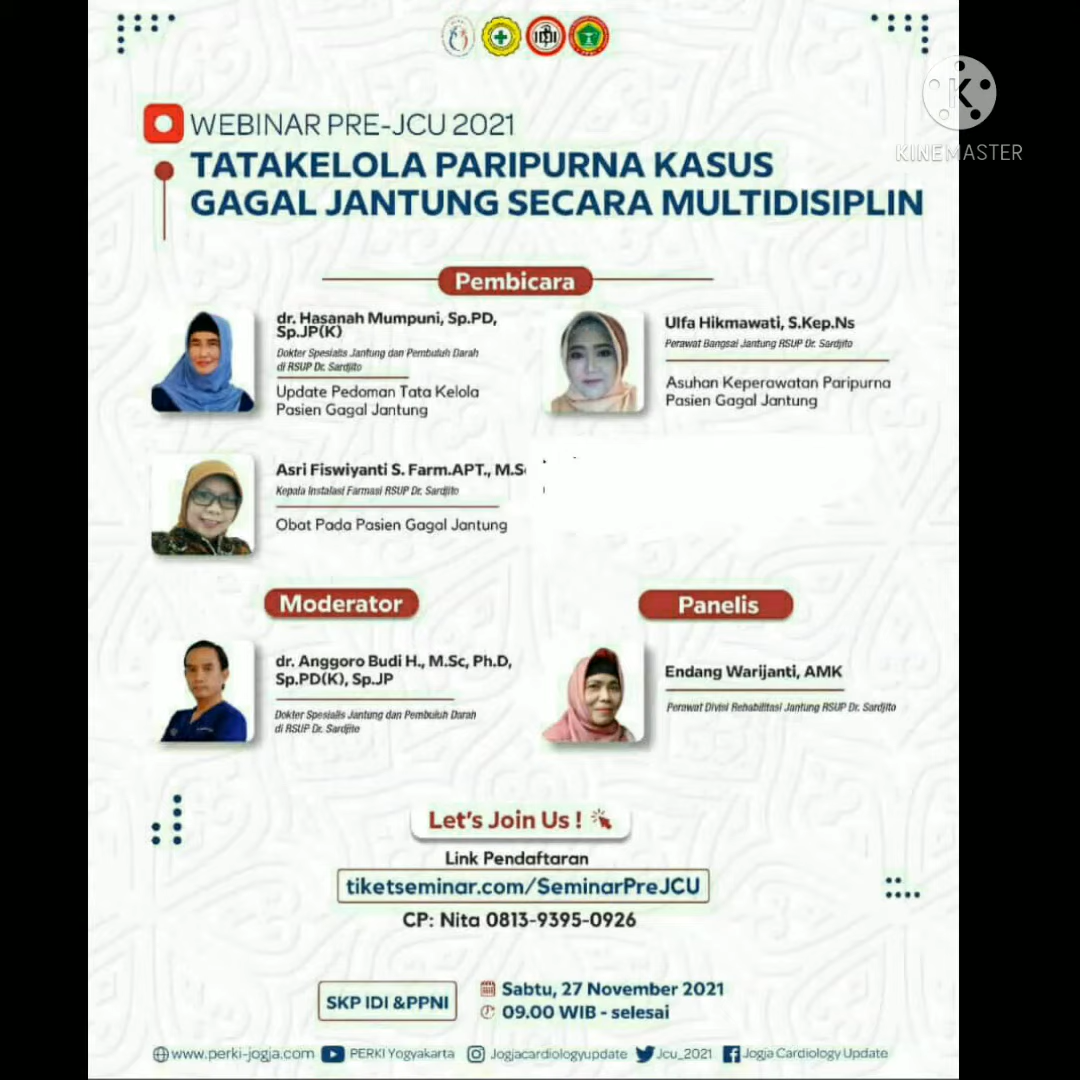 KINEMASTER
WEBINAR PRE-JCU 2021
TATAKELOLA PARIPURNA KASUS
GAGAL JANTUNG SECARA MULTIDISIPLIN
Pembicara
dr. Hasanah Mumpuni, Sp.PD,
Sp.JP(K)
Dokter Spesialis Jantung dan Pembuluh Darah
di RSUP Dr. Sardjito
Update Pedoman Tata Kelola
Pasien Gagal Jantung
Ulfa Hikmawati, S.Kep.Ns
Perawat Bangsal Jantung RSUP Dr. Sardjito
Asuhan Keperawatan Paripurna
Pasien Gagal Jantung
Asri Fiswiyanti S. Farm.APT., M.Sc
Kepala Instalasi Farmasi RSUP Dr. Sardjito
Obat Pada Pasien Gagal Jantung
Moderator
dr. Anggoro Budi H., M.Sc, Ph.D,
Sp.PD(K), Sp.JP
Dokter Spesialis Jantung dan Pembuluh Darah
di RSUP Dr. Sardjito
Panelis
Endang Warijanti, AMK
Perawat Divisi Rehabilitasi Jantung RSUP Dr. Sardjito
Let's Join Us !
Link Pendaftaran
tiketseminar.com/SeminarPreJCU
CP: Nita 0813-9395-0926
SKP IDI &PPNI
Sabtu, 27 November 2021
09.00 WIB - selesai
www.perki-jogja.com PERKI Yogyakarta Jogjacardiologyupdate Jcu_2021 Jogja Cardiology Update